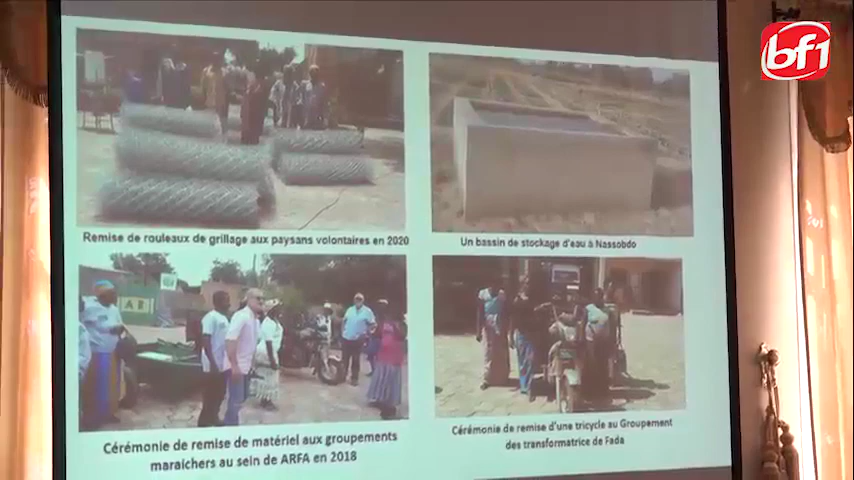 bf1
Remise de rouleaux de grillage aux paysans volontaires en 2020
Un bassin de stockage d'eau à Nassobdo
Cérémonie de remise de matériel aux groupements
maraichers au sein de ARFA en 2018
Cérémonie de remise d'une tricycle au Groupement
des transformatrice de Fada